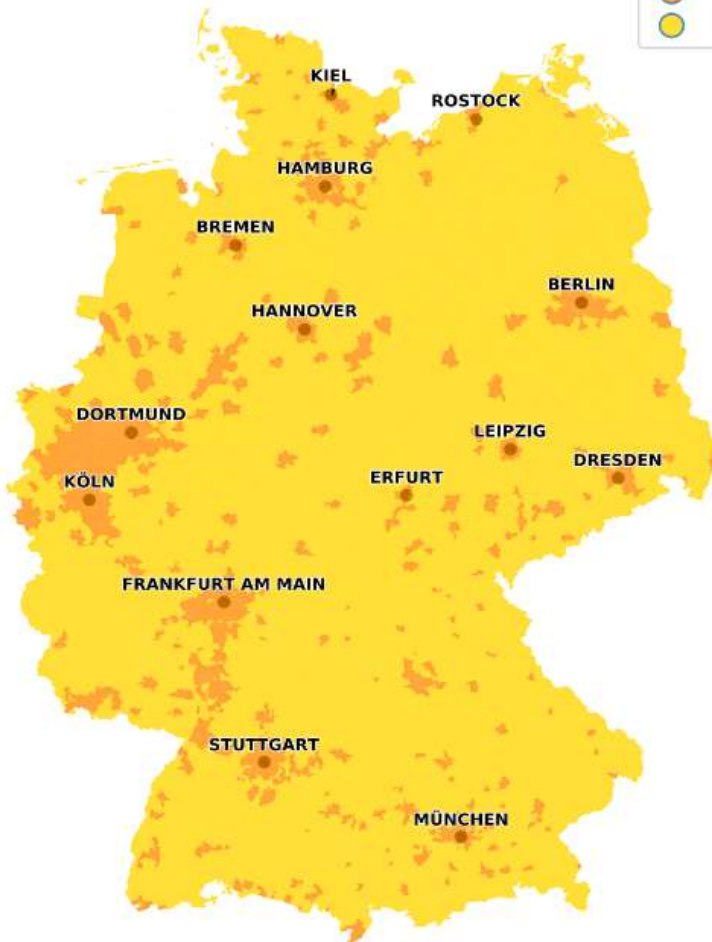 KIEL
ROSTOCK
HAMBURG
BREMEN
BERLIN
HANNOVER
DORTMUND
LEIPZIG
DRESDEN
KÖLN
ERFURT
FRANKFURT AM MAIN
STUTTGART
MÜNCHEN